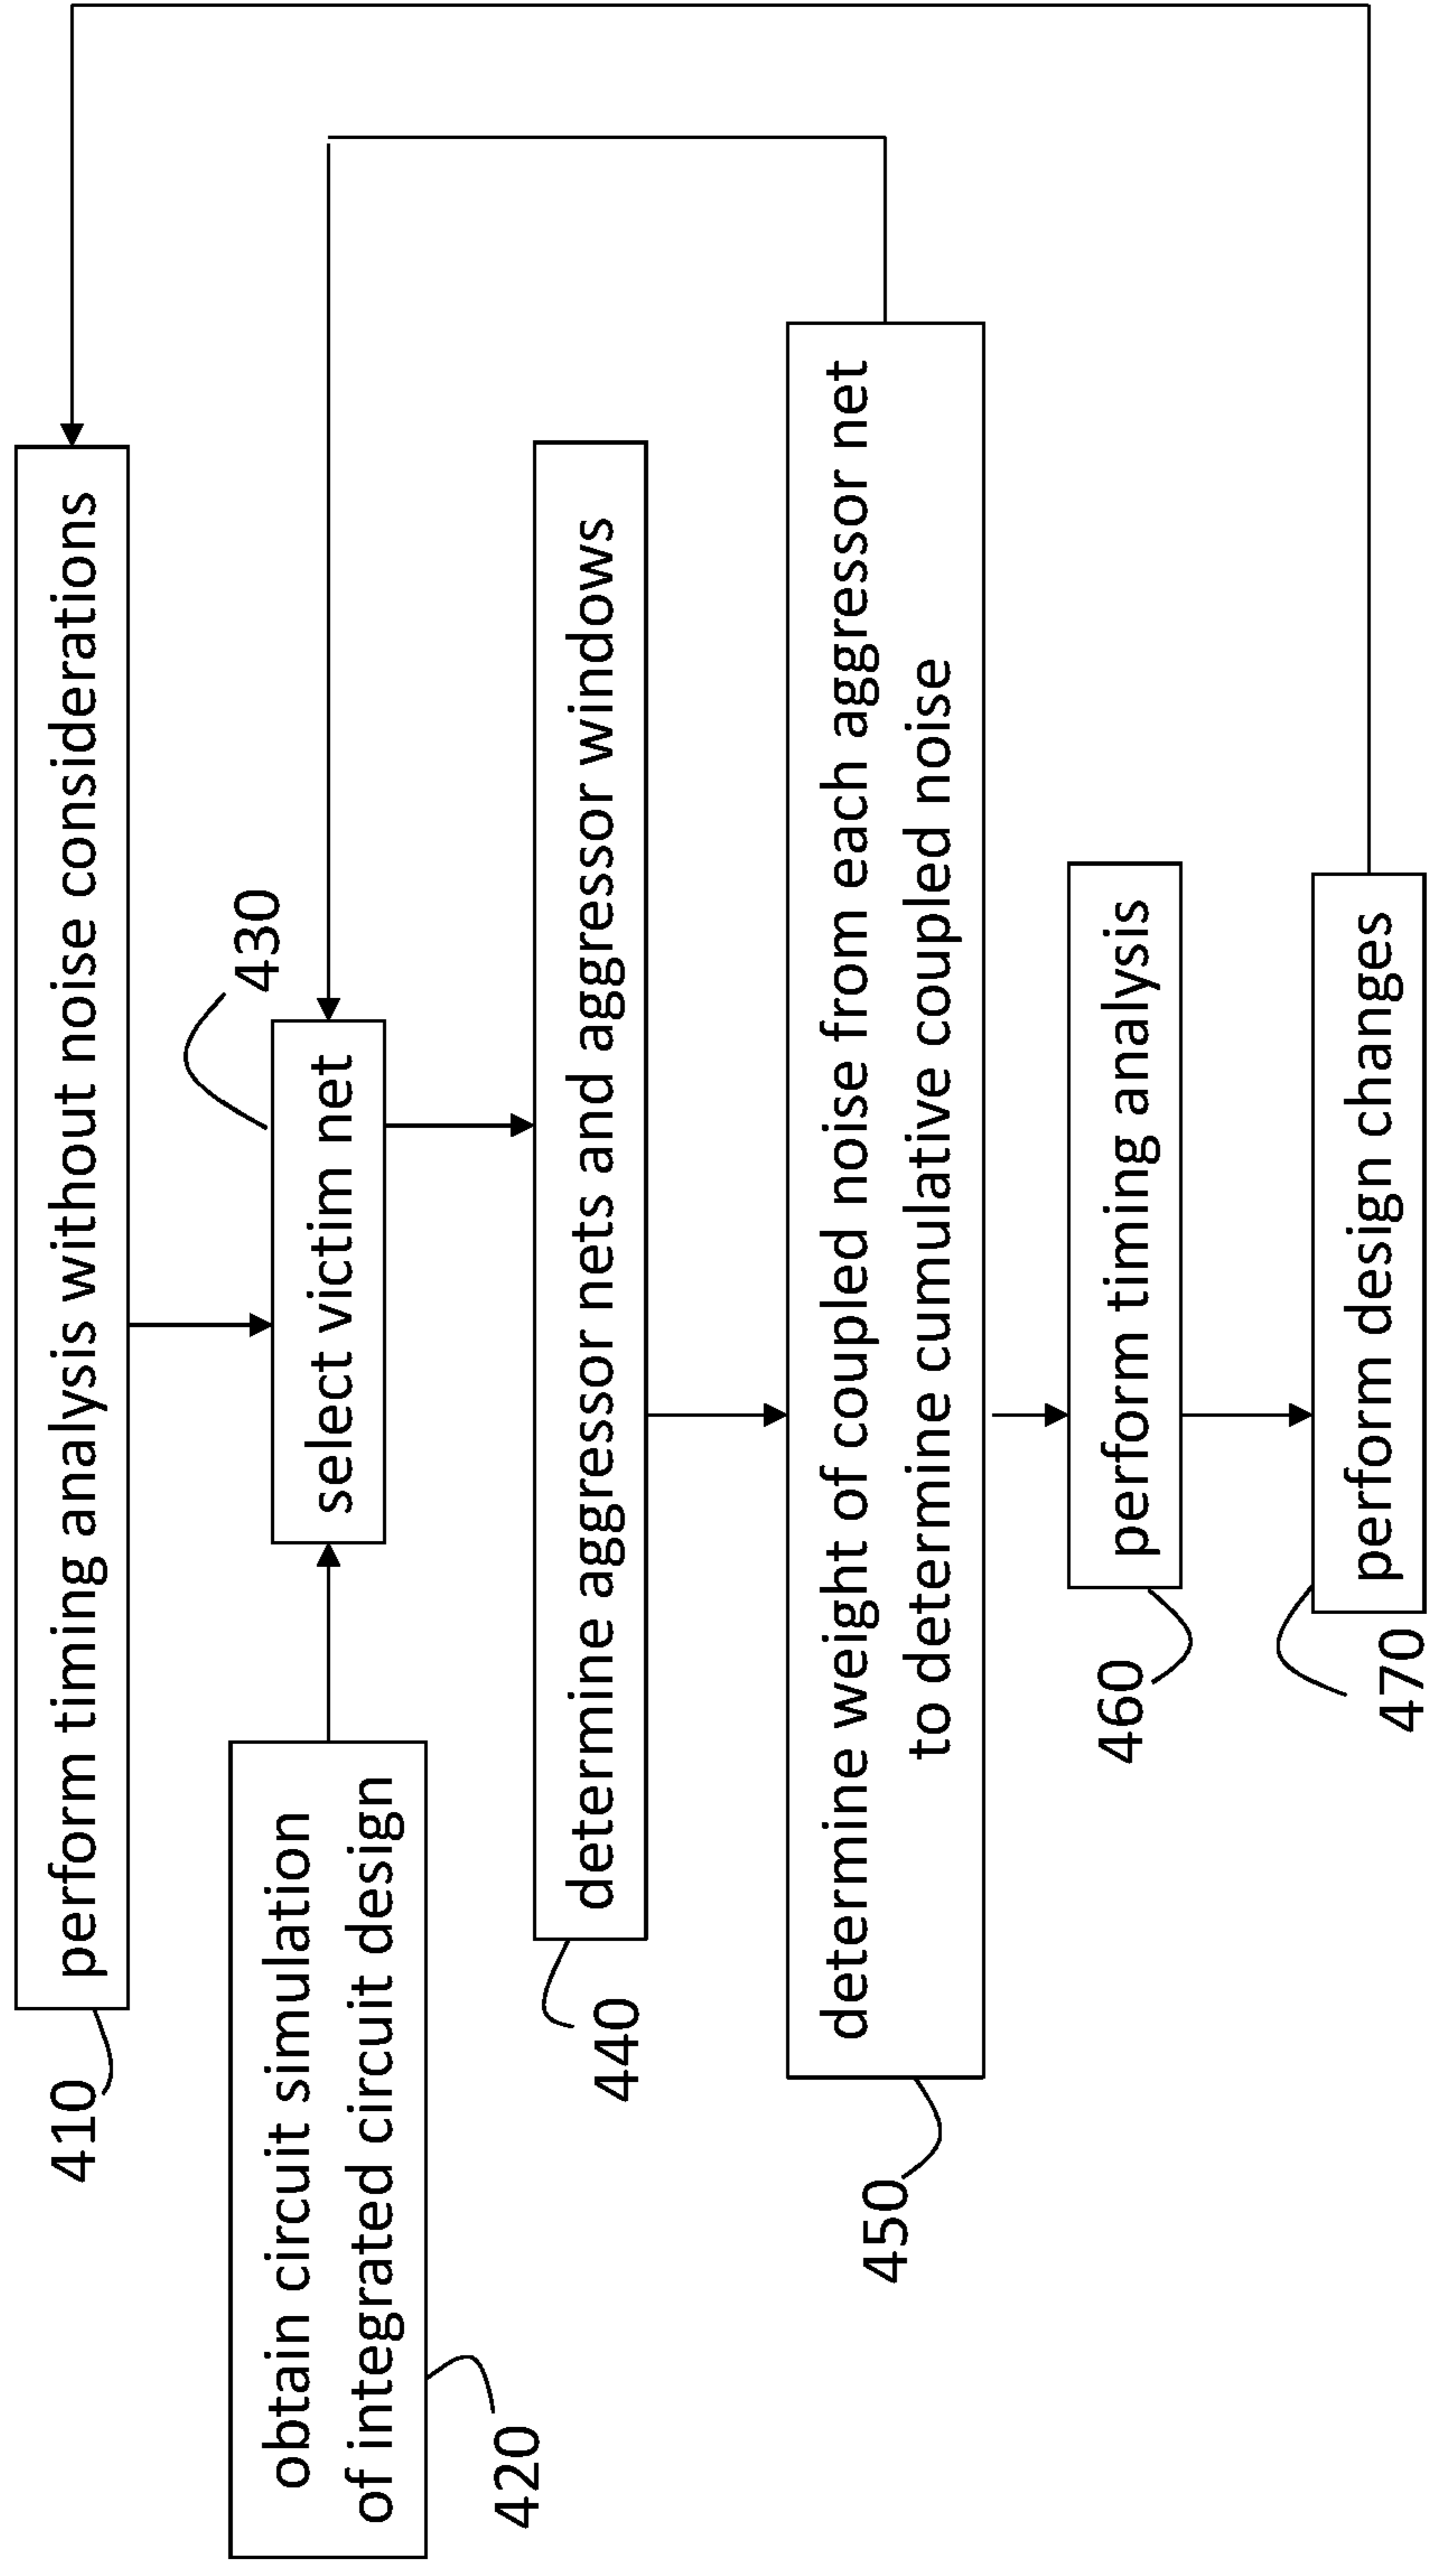 410
perform timing analysis without noise considerations
420
obtain circuit simulation
of integrated circuit design
430
select victim net
440
determine aggressor nets and aggressor windows
450
determine weight of coupled noise from each aggressor net
to determine cumulative coupled noise
460
perform timing analysis
470
perform design changes